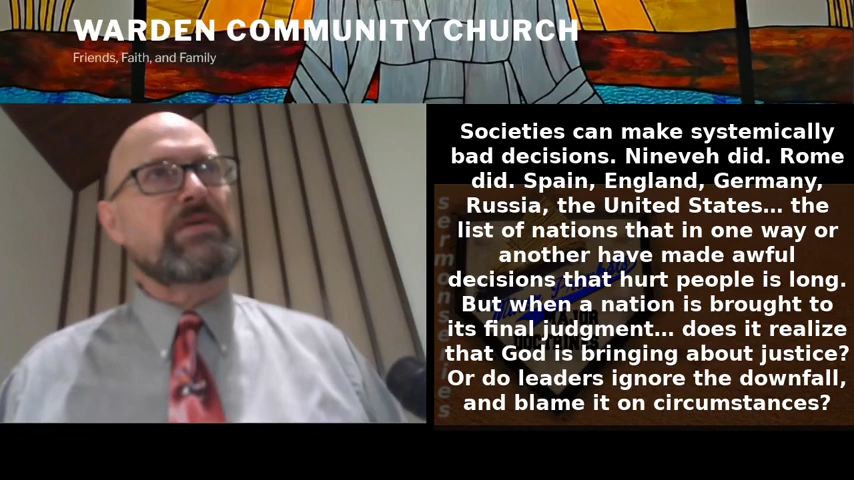 WARDEN COMMUNITY CHURCH
Friends, Faith, and Family
Societies can make systemically
bad decisions. Nineveh did. Rome
did. Spain, England, Germany,
Russia, the United States... the
list of nations that in one way or
another have made awful
decisions that hurt people is long.
But when a nation is brought to
its final judgment... does it realize
that God is bringing about justice?
Or do leaders ignore the downfall,
and blame it on circumstances?
sermon series
MAJOR